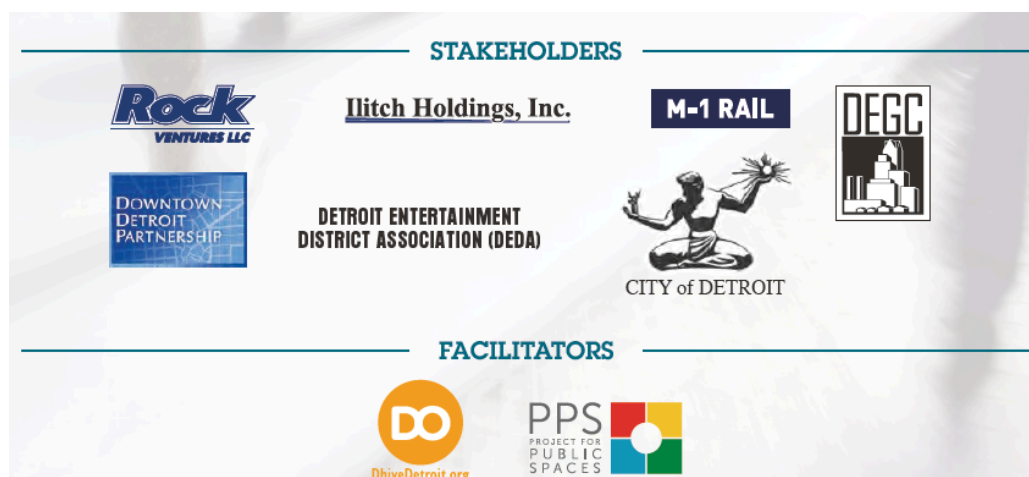 STAKEHOLDERS
Rock
VENTURES LLC
Ilitch Holdings, Inc.
M-1 RAIL
DEGC
DOWNTOWN
DETROIT
PARTNERSHIP
DETROIT ENTERTAINMENT
DISTRICT ASSOCIATION (DEDA)
CITY of DETROIT
FACILITATORS
DO
DhiveDetroit.org
PPS
PROJECT FOR
PUBLIC
SPACES